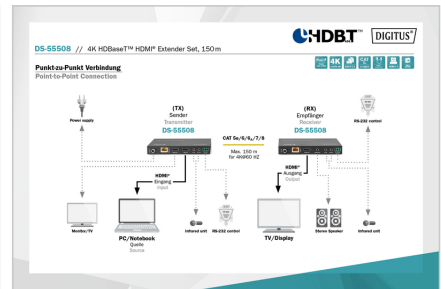 HDBT™
DIGITUS®
DS-55508 // 4K HDBaseT™ HDMI® Extender Set, 150 m
Punkt-zu-Punkt Verbindung
Point-to-Point Connection
4K
CAT
Power supply
(TX)
Sender
Transmitter
DS-55508
CAT 5e/6/6A/7/8
Max. 150 m
for 4K@60 HZ
(RX)
Empfänger
Receiver
DS-55508
RS-232 control
HDMI®
Eingang
Input
HDMI®
Ausgang
Output
Monitor/TV
PC/Notebook
Quelle
Source
Infrared unit
RS-232 control
TV/Display
Stereo Speaker
Infrared unit